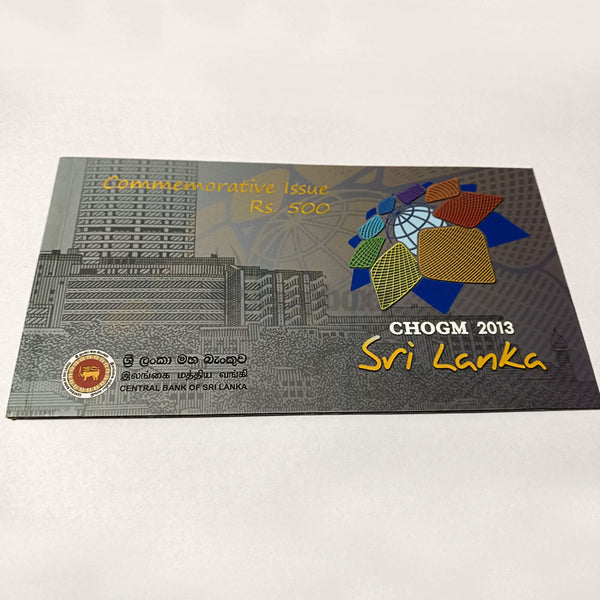 Commemorative Issue
Rs. 500
CHOGM 2013
Sri Lanka
ශ්‍රී ලංකා මහ බැංකුව
இலங்கை மத்திய வங்கி
CENTRAL BANK OF SRI LANKA